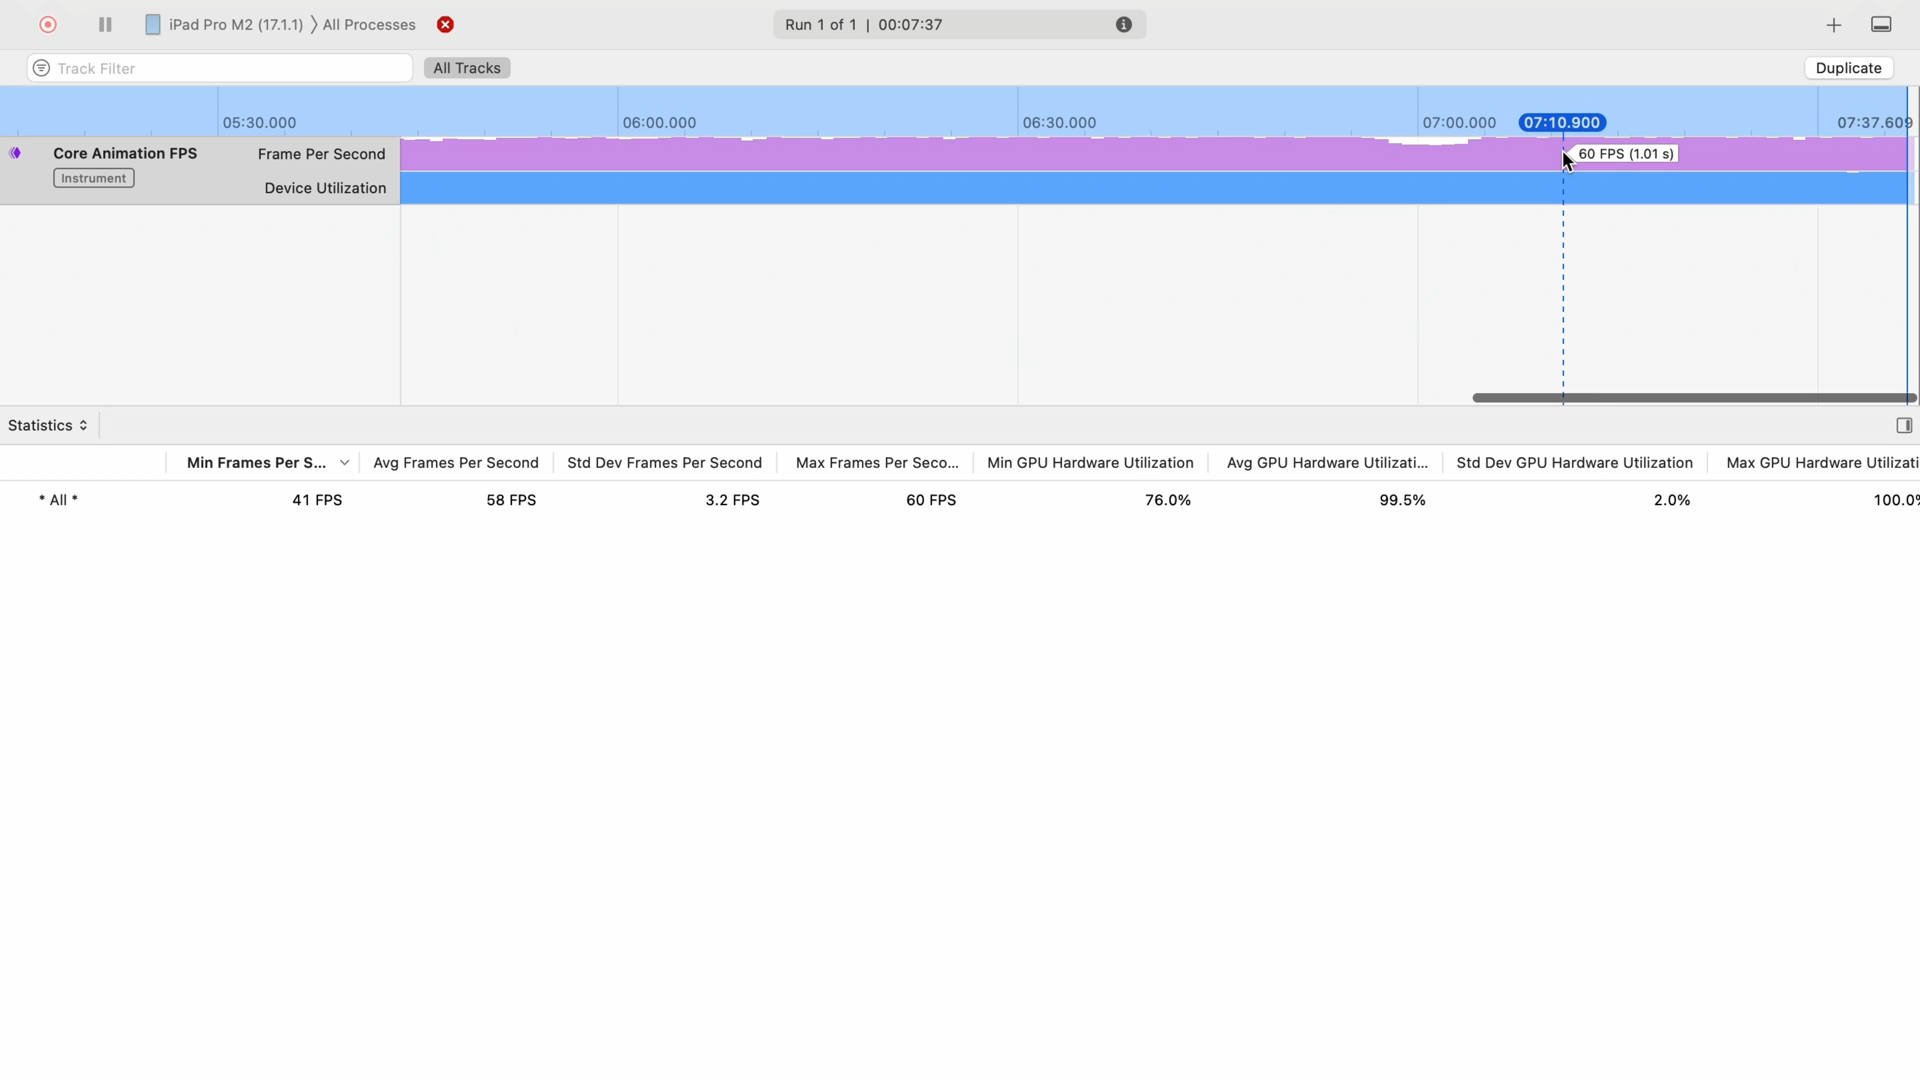 iPad Pro M2 (17.1.1) 〉All Processes
Run 1 of 1 | 00:07:37
Track Filter
All Tracks
Duplicate
05:30.000
06:00.000
06:30.000
07:00.000
07:10.900
07:37.609
Core Animation FPS
Instrument
Frame Per Second
Device Utilization
60 FPS (1.01 s)
Statistics
Min Frames Per S... Avg Frames Per Second Std Dev Frames Per Second Max Frames Per Seco... Min GPU Hardware Utilization Avg GPU Hardware Utilizati... Std Dev GPU Hardware Utilization Max GPU Hardware Utilizati
* All * 41 FPS 58 FPS 3.2 FPS 60 FPS 76.0% 99.5% 2.0% 100.0%